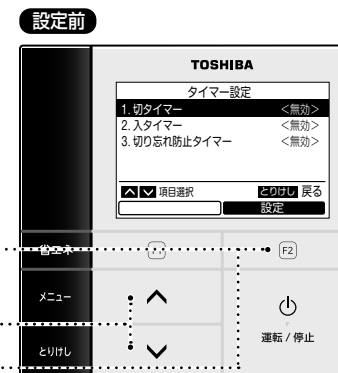 設定前
TOSHIBA
タイマー設定
1. 切タイマー <無効>
2. 入タイマー <無効>
3. 切り忘れ防止タイマー <無効>
項目選択 とりけし 戻る
設定
省エネ F1 F2
メニュー
運転 / 停止
とりけし